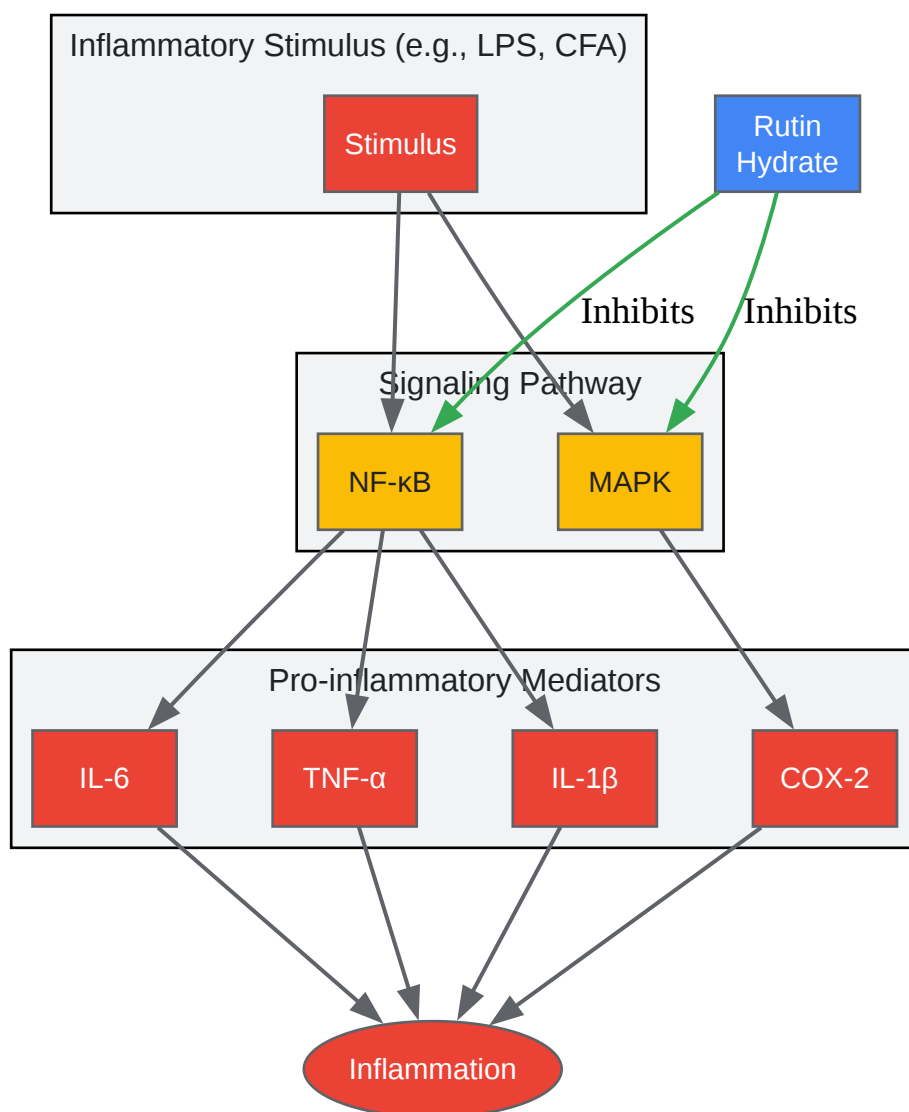 Inflammatory Stimulus (e.g., LPS, CFA)
Stimulus
Rutin
Hydrate
Inhibits
Inhibits
Signaling Pathway
NF-κB
MAPK
Pro-inflammatory Mediators
IL-6
TNF-α
IL-1β
COX-2
Inflammation